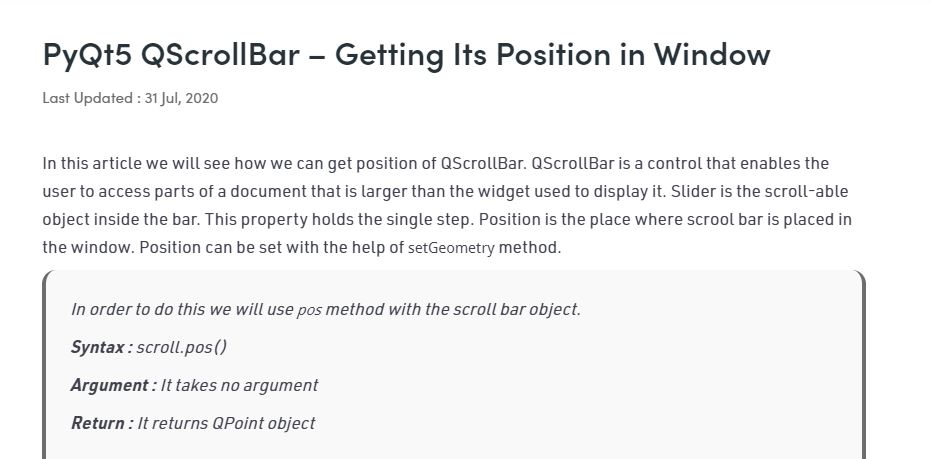 PyQt5 QScrollBar – Getting Its Position in Window
Last Updated : 31 Jul, 2020
In this article we will see how we can get position of QScrollBar. QScrollBar is a control that enables the
user to access parts of a document that is larger than the widget used to display it. Slider is the scroll-able
object inside the bar. This property holds the single step. Position is the place where scrool bar is placed in
the window. Position can be set with the help of setGeometry method.
In order to do this we will use pos method with the scroll bar object.
Syntax : scroll.pos()
Argument : It takes no argument
Return : It returns QPoint object